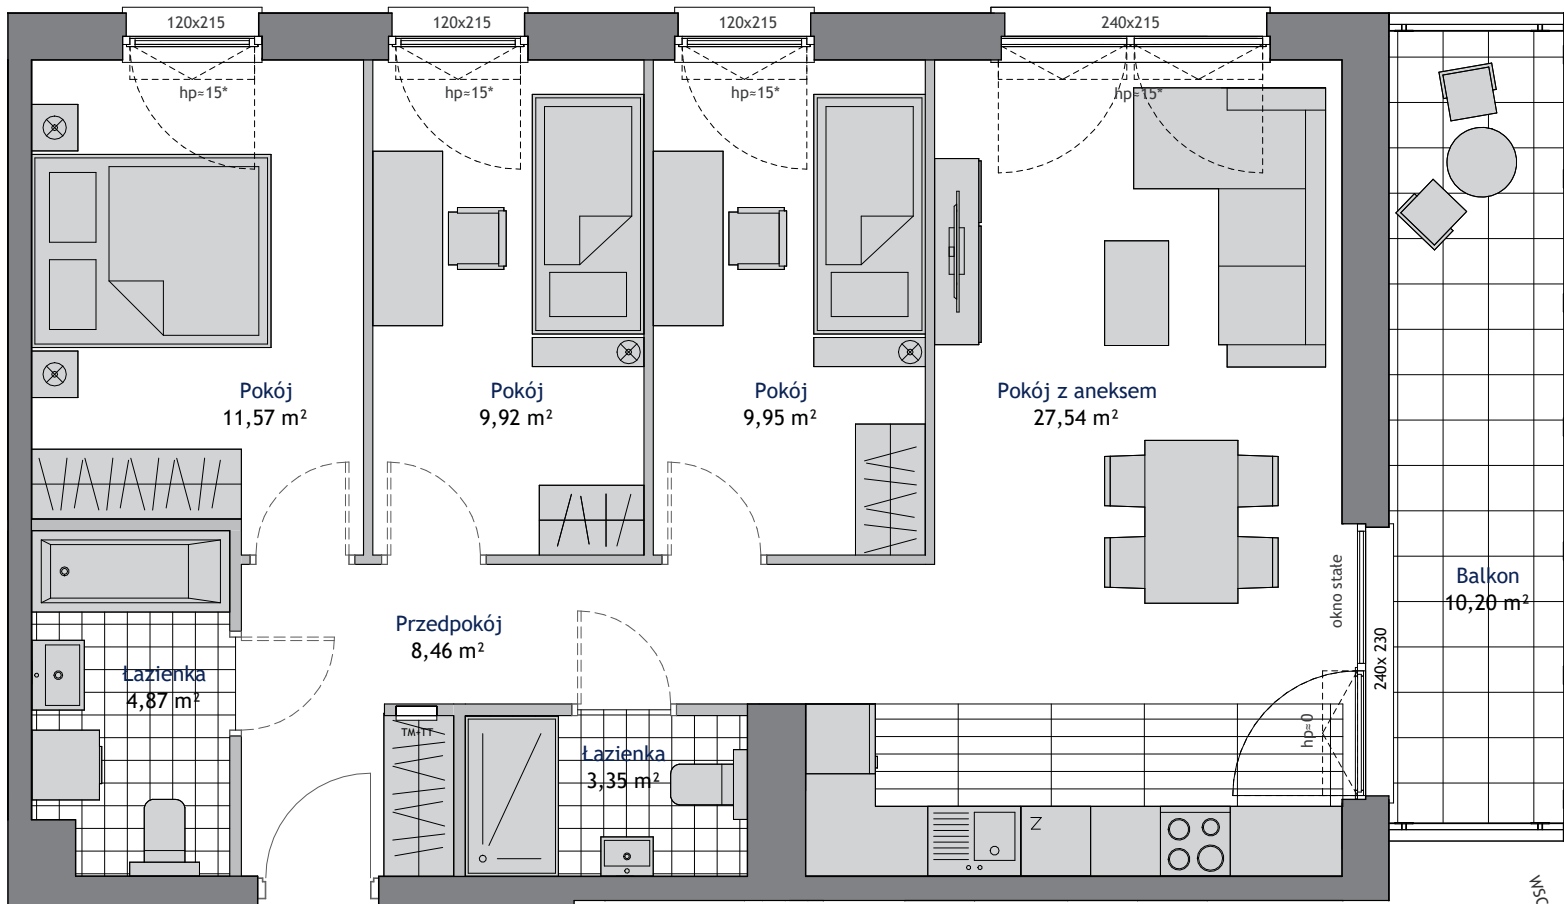 120x215
120x215
120x215
240x215
hp≈15*
hp≈15*
hp≈15*
hp≈15*
Pokój
11,57 m²
Pokój
9,92 m²
Pokój
9,95 m²
Pokój z aneksem
27,54 m²
okno stałe
Balkon
10,20 m²
240x 230
Przedpokój
8,46 m²
Łazienka
4,87 m²
TM+TT
Łazienka
3,35 m²
hp≈0
Z